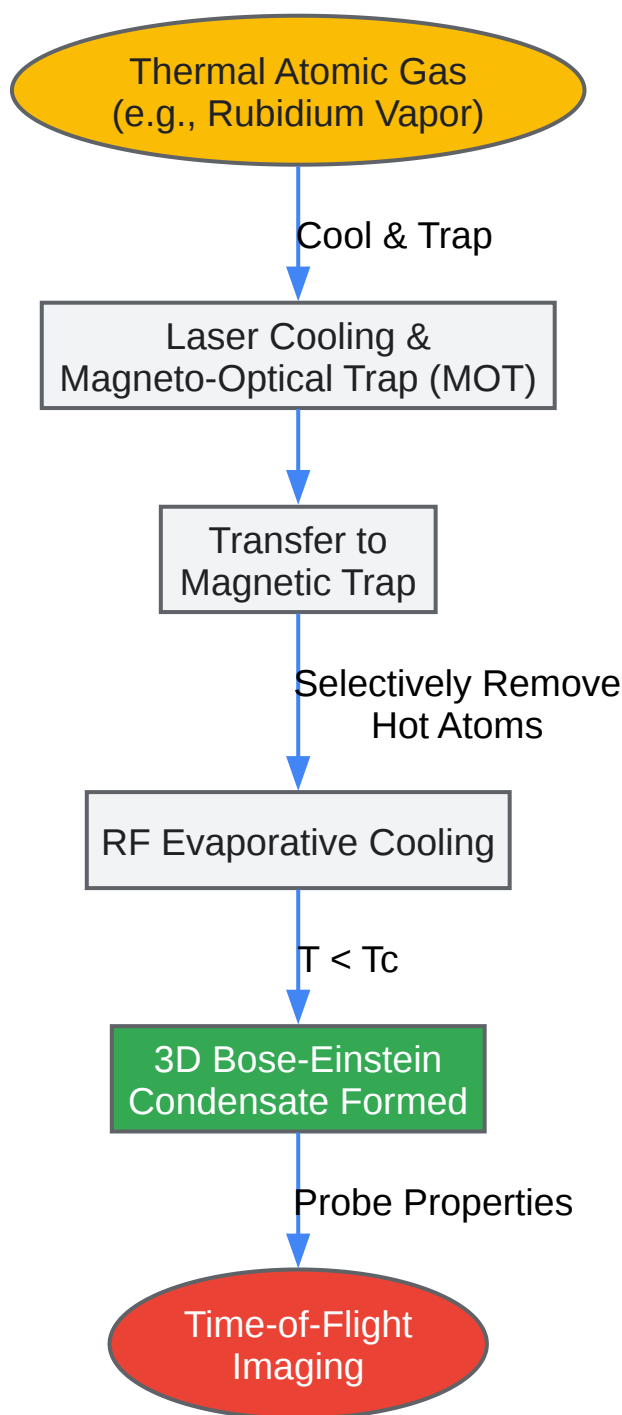 Thermal Atomic Gas
(e.g., Rubidium Vapor)
Cool & Trap
Laser Cooling &
Magneto-Optical Trap (MOT)
Transfer to
Magnetic Trap
Selectively Remove
Hot Atoms
RF Evaporative Cooling
T < Tc
3D Bose-Einstein
Condensate Formed
Probe Properties
Time-of-Flight
Imaging